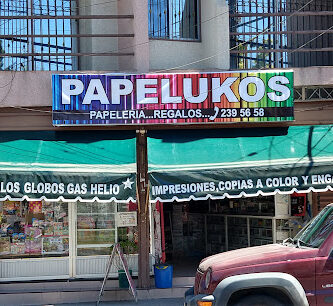 PAPELUKOS
PAPELERIA...REGALOS... 239 56 58
LOS GLOBOS GAS HELIO ★ IMPRESIONES, COPIAS A COLOR Y ENG